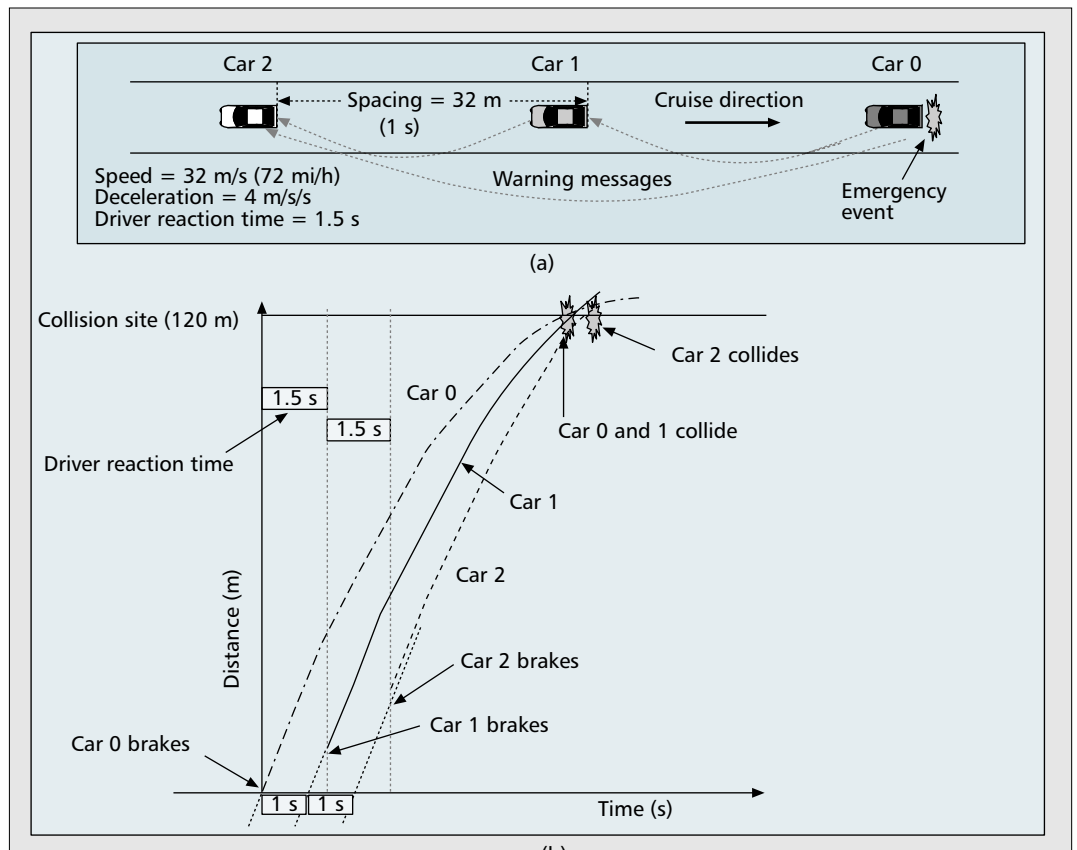 Car 2
Car 1
Car 0
Spacing = 32 m
(1 s)
Cruise direction
Speed = 32 m/s (72 mi/h)
Deceleration = 4 m/s/s
Driver reaction time = 1.5 s
Warning messages
Emergency
event
(a)
Collision site (120 m)
Car 2 collides
Car 0
1.5 s
1.5 s
Car 0 and 1 collide
Driver reaction time
Car 1
Car 2
Distance (m)
Car 2 brakes
Car 1 brakes
Car 0 brakes
1 s
1 s
Time (s)
(b)